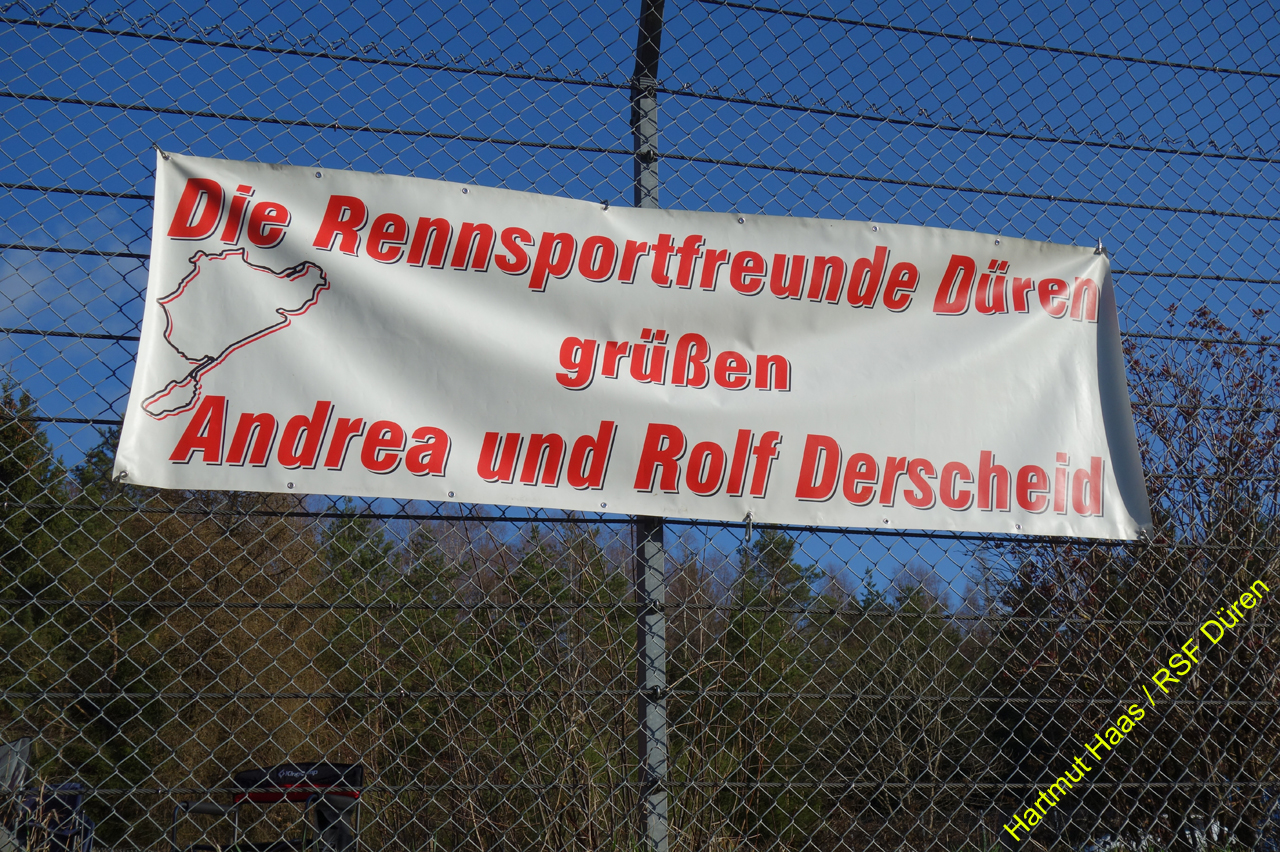 Die Rennsportfreunde Düren
grüßen
Andrea und Rolf Derscheid
Hartmut Haas / RSF Düren